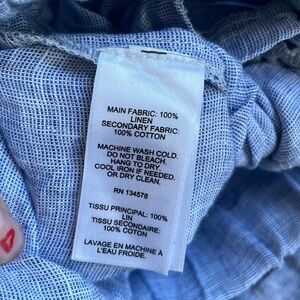 MAIN FABRIC: 100%
LINEN
SECONDARY FABRIC:
100% COTTON
MACHINE WASH COLD.
DO NOT BLEACH.
HANG TO DRY.
COOL IRON IF NEEDED.
OR DRY CLEAN.
RN 134578
TISSU PRINCIPAL: 100%
LIN
TISSU SECONDAIRE:
100% COTON
LAVAGE EN MACHINE À
L'EAU FROIDE.